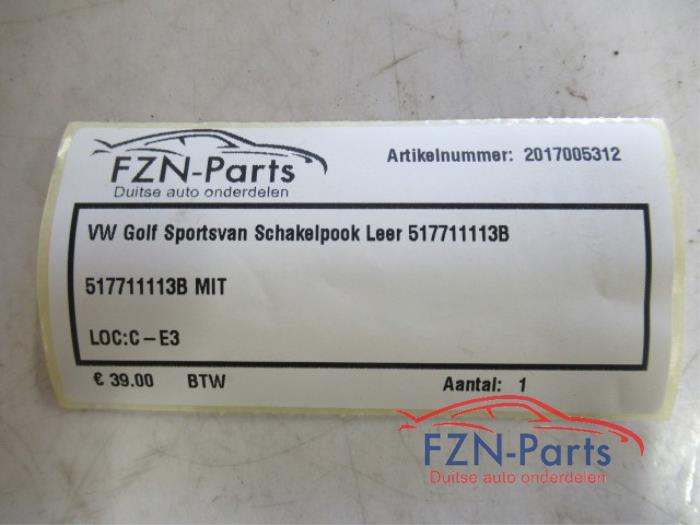 FZN-Parts
Duitse auto onderdelen
Artikelnummer: 2017005312
VW Golf Sportsvan Schakelpook Leer 517711113B
517711113B MIT
LOC:C-E3
€ 39.00 BTW Aantal: 1
FZN-Parts
Duitse auto onderdelen